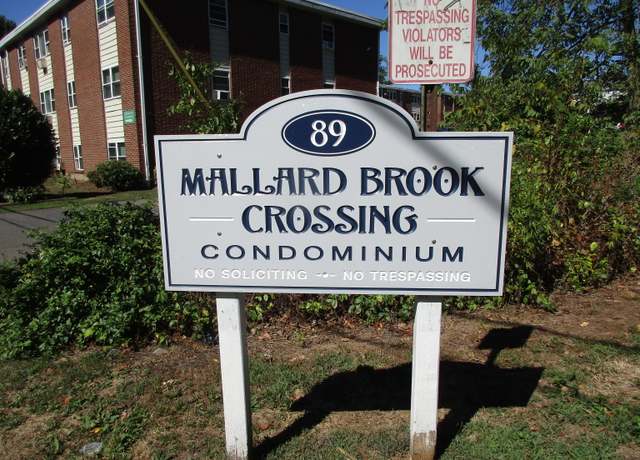 NO
TRESPASSING
VIOLATORS
WILL BE
PROSECUTED
89
MALLARD BROOK
CROSSING
CONDOMINIUM
NO SOLICITING NO TRESPASSING